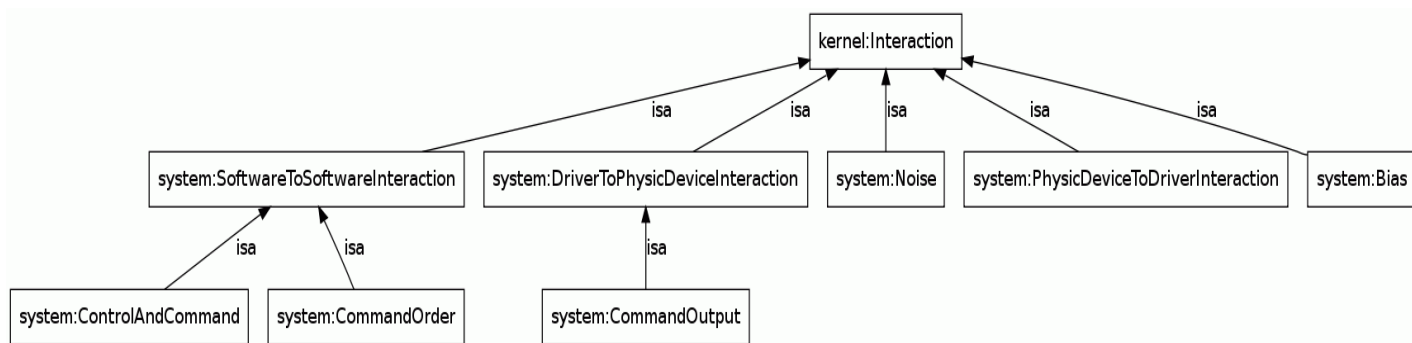 kernel:Interaction
isa
isa
isa
isa
isa
system:SoftwareToSoftwareInteraction
system:DriverToPhysicDeviceInteraction
system:Noise
system:PhysicDeviceToDriverInteraction
system:Bias
isa
isa
isa
system:ControlAndCommand
system:CommandOrder
system:CommandOutput